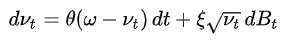 dν_t = θ(ω − ν_t) dt + ξ√ν_t dB_t